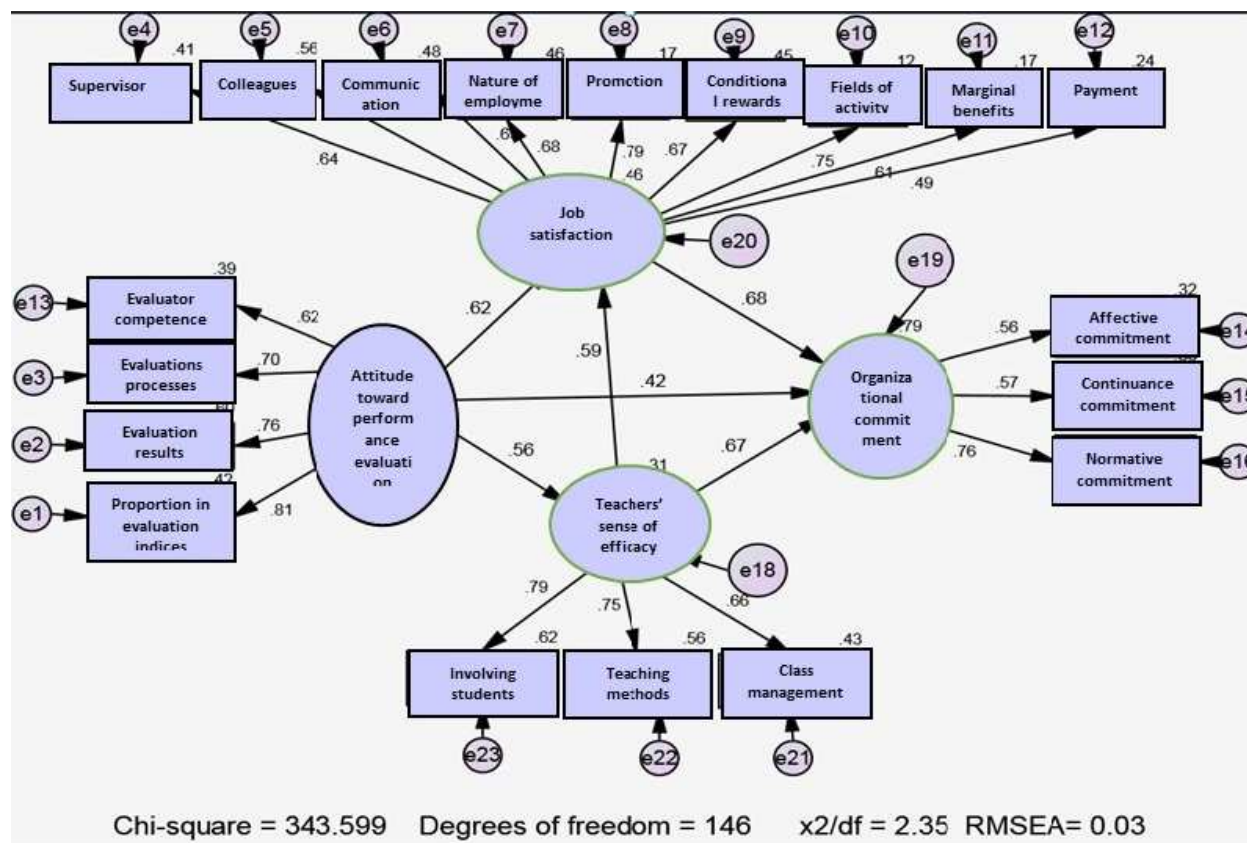 e4
e5
e6
e7
e8
e9
e10
e11
e12
.41
.56
.48
.46
.17
.45
.12
.17
.24
Supervisor
Colleagues
Communic
ation
Nature of
employme
Promotion
Conditiona
l rewards
Fields of
activity
Marginal
benefits
Payment
.64
.68
.79
.67
.75
.61
.49
.46
Job
satisfaction
e20
e19
.39
e13
Evaluator
competence
.62
.62
.68
.79
.32
.56
Affective
commitment
e14
e3
Evaluations
processes
.70
.59
.42
Attitude
toward
perform
ance
evaluati
on
Organiza
tional
commit
ment
.57
Continuance
commitment
e15
e2
Evaluation
results
.76
.56
.67
.76
Normative
commitment
e16
.42
e1
Proportion in
evaluation
indices
.81
.31
Teachers'
sense of
efficacy
e18
.79
.75
.66
.62
.56
.43
Involving
students
Teaching
methods
Class
management
e23
e22
e21
Chi-square = 343.599 Degrees of freedom = 146 x2/df = 2.35 RMSEA= 0.03